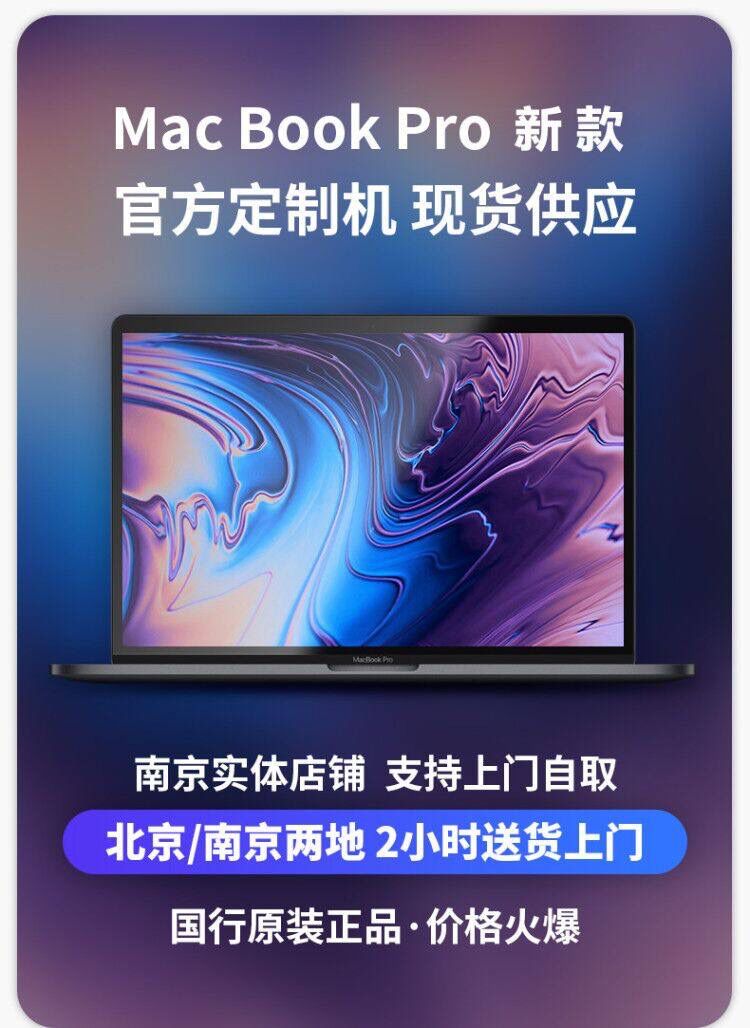 Mac Book Pro 新款
官方定制机 现货供应
MacBook Pro
南京实体店铺 支持上门自取
北京/南京两地 2小时送货上门
国行原装正品·价格火爆